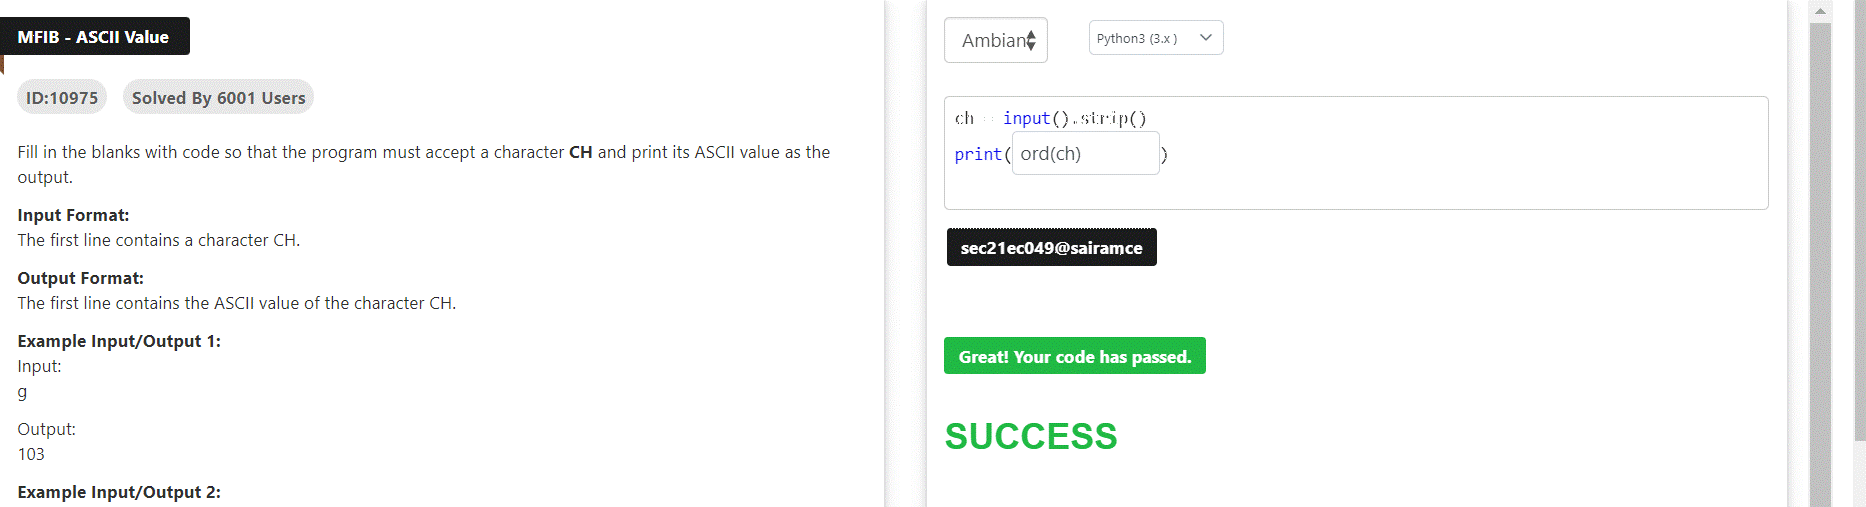 MFIB - ASCII Value
ID:10975 Solved By 6001 Users
Fill in the blanks with code so that the program must accept a character CH and print its ASCII value as the
output.
Input Format:
The first line contains a character CH.
Output Format:
The first line contains the ASCII value of the character CH.
Example Input/Output 1:
Input:
g
Output:
103
Example Input/Output 2:
Ambian
Python3 (3.x )
ch = input().strip()
print( ord(ch) )
sec21ec049@sairamce
Great! Your code has passed.
SUCCESS